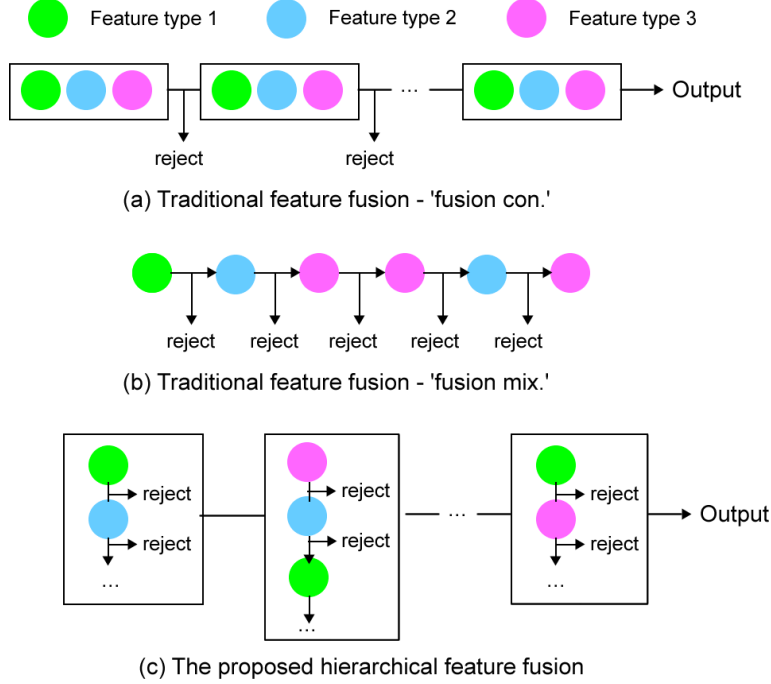 Feature type 1 Feature type 2 Feature type 3
... Output
reject reject
(a) Traditional feature fusion - 'fusion con.'
reject reject reject reject reject
(b) Traditional feature fusion - 'fusion mix.'
reject reject reject
reject reject reject
... Output
... ... ...
(c) The proposed hierarchical feature fusion